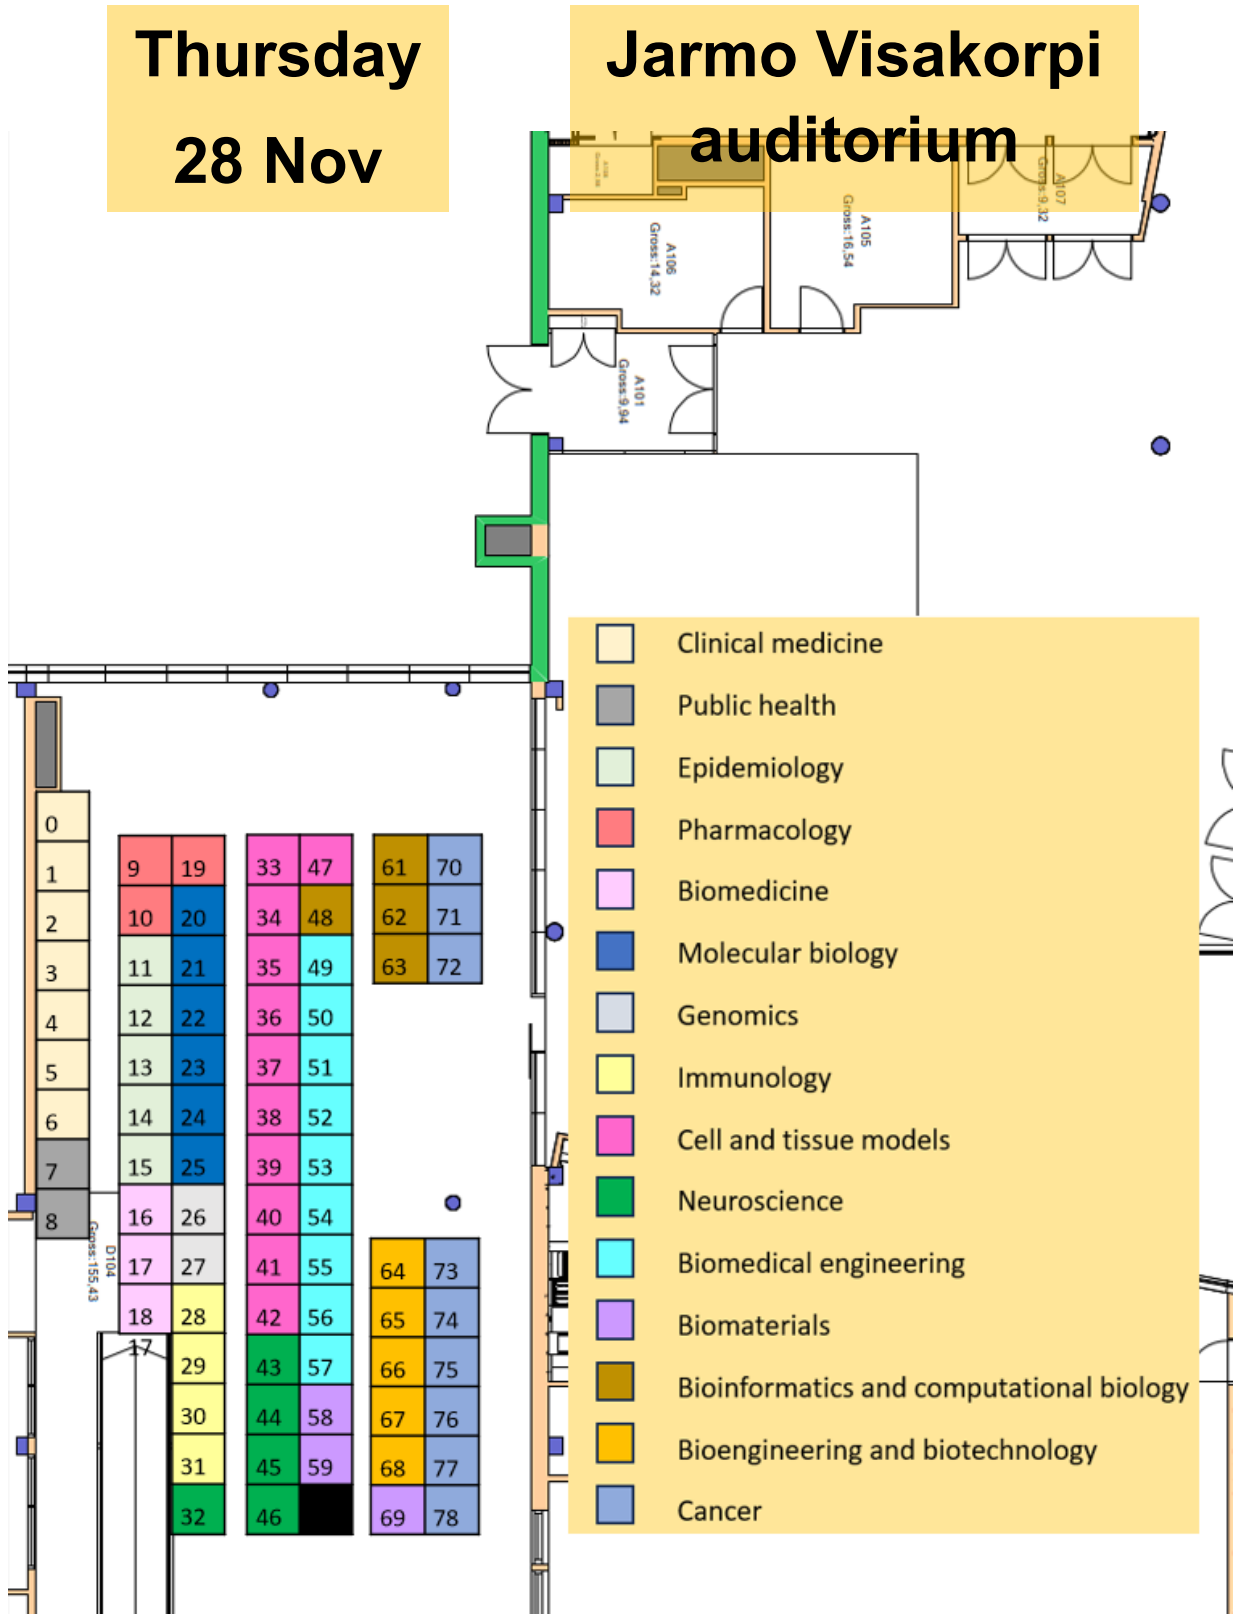 Thursday
28 Nov
Jarmo Visakorpi
auditorium
A107
Gross:9,32
A105
Gross:16,54
A106
Gross:14,32
A101
Gross:9,94
Clinical medicine
Public health
Epidemiology
Pharmacology
Biomedicine
Molecular biology
Genomics
Immunology
Cell and tissue models
Neuroscience
Biomedical engineering
Biomaterials
Bioinformatics and computational biology
Bioengineering and biotechnology
Cancer
0
1
2
3
4
5
6
7
8
D104
Gross:155,43
9 19
10 20
11 21
12 22
13 23
14 24
15 25
16 26
17 27
18 28
17
29
30
31
32
33 47
34 48
35 49
36 50
37 51
38 52
39 53
40 54
41 55
42 56
43 57
44 58
45 59
46
61 70
62 71
63 72
64 73
65 74
66 75
67 76
68 77
69 78